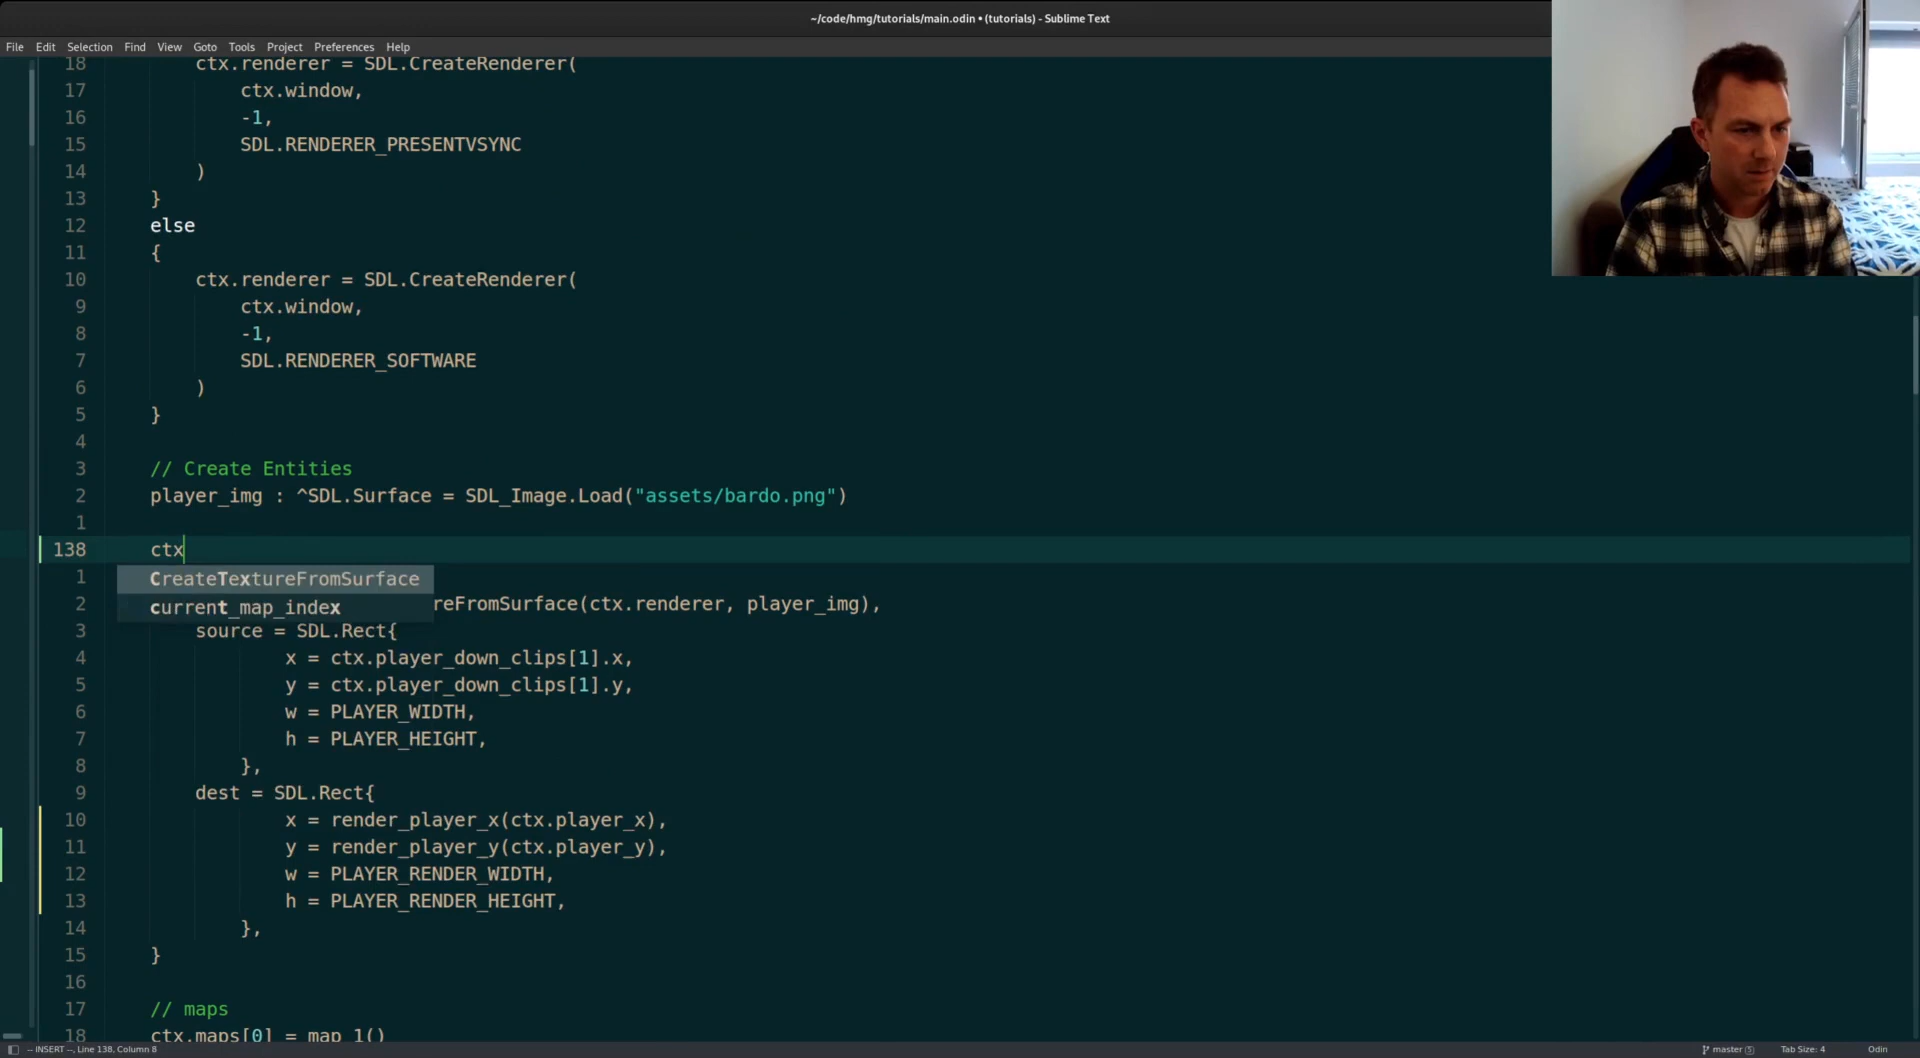 ~/code/hmg/tutorials/main.odin • (tutorials) - Sublime Text
File Edit Selection Find View Goto Tools Project Preferences Help
18 ctx.renderer = SDL.CreateRenderer(
17 ctx.window,
16 -1,
15 SDL.RENDERER_PRESENTVSYNC
14 )
13 }
12 else
11 {
10 ctx.renderer = SDL.CreateRenderer(
9 ctx.window,
8 -1,
7 SDL.RENDERER_SOFTWARE
6 )
5 }
4
3 // Create Entities
2 player_img : ^SDL.Surface = SDL_Image.Load("assets/bardo.png")
1
138 ctx
1 CreateTextureFromSurface
current_map_index
2 reFromSurface(ctx.renderer, player_img),
3 source = SDL.Rect{
4 x = ctx.player_down_clips[1].x,
5 y = ctx.player_down_clips[1].y,
6 w = PLAYER_WIDTH,
7 h = PLAYER_HEIGHT,
8 },
9 dest = SDL.Rect{
10 x = render_player_x(ctx.player_x),
11 y = render_player_y(ctx.player_y),
12 w = PLAYER_RENDER_WIDTH,
13 h = PLAYER_RENDER_HEIGHT,
14 },
15 }
16
17 // maps
18 ctx.maps[0] = map_1()
-- INSERT --, Line 138, Column 8 master 5 Tab Size: 4 Odin